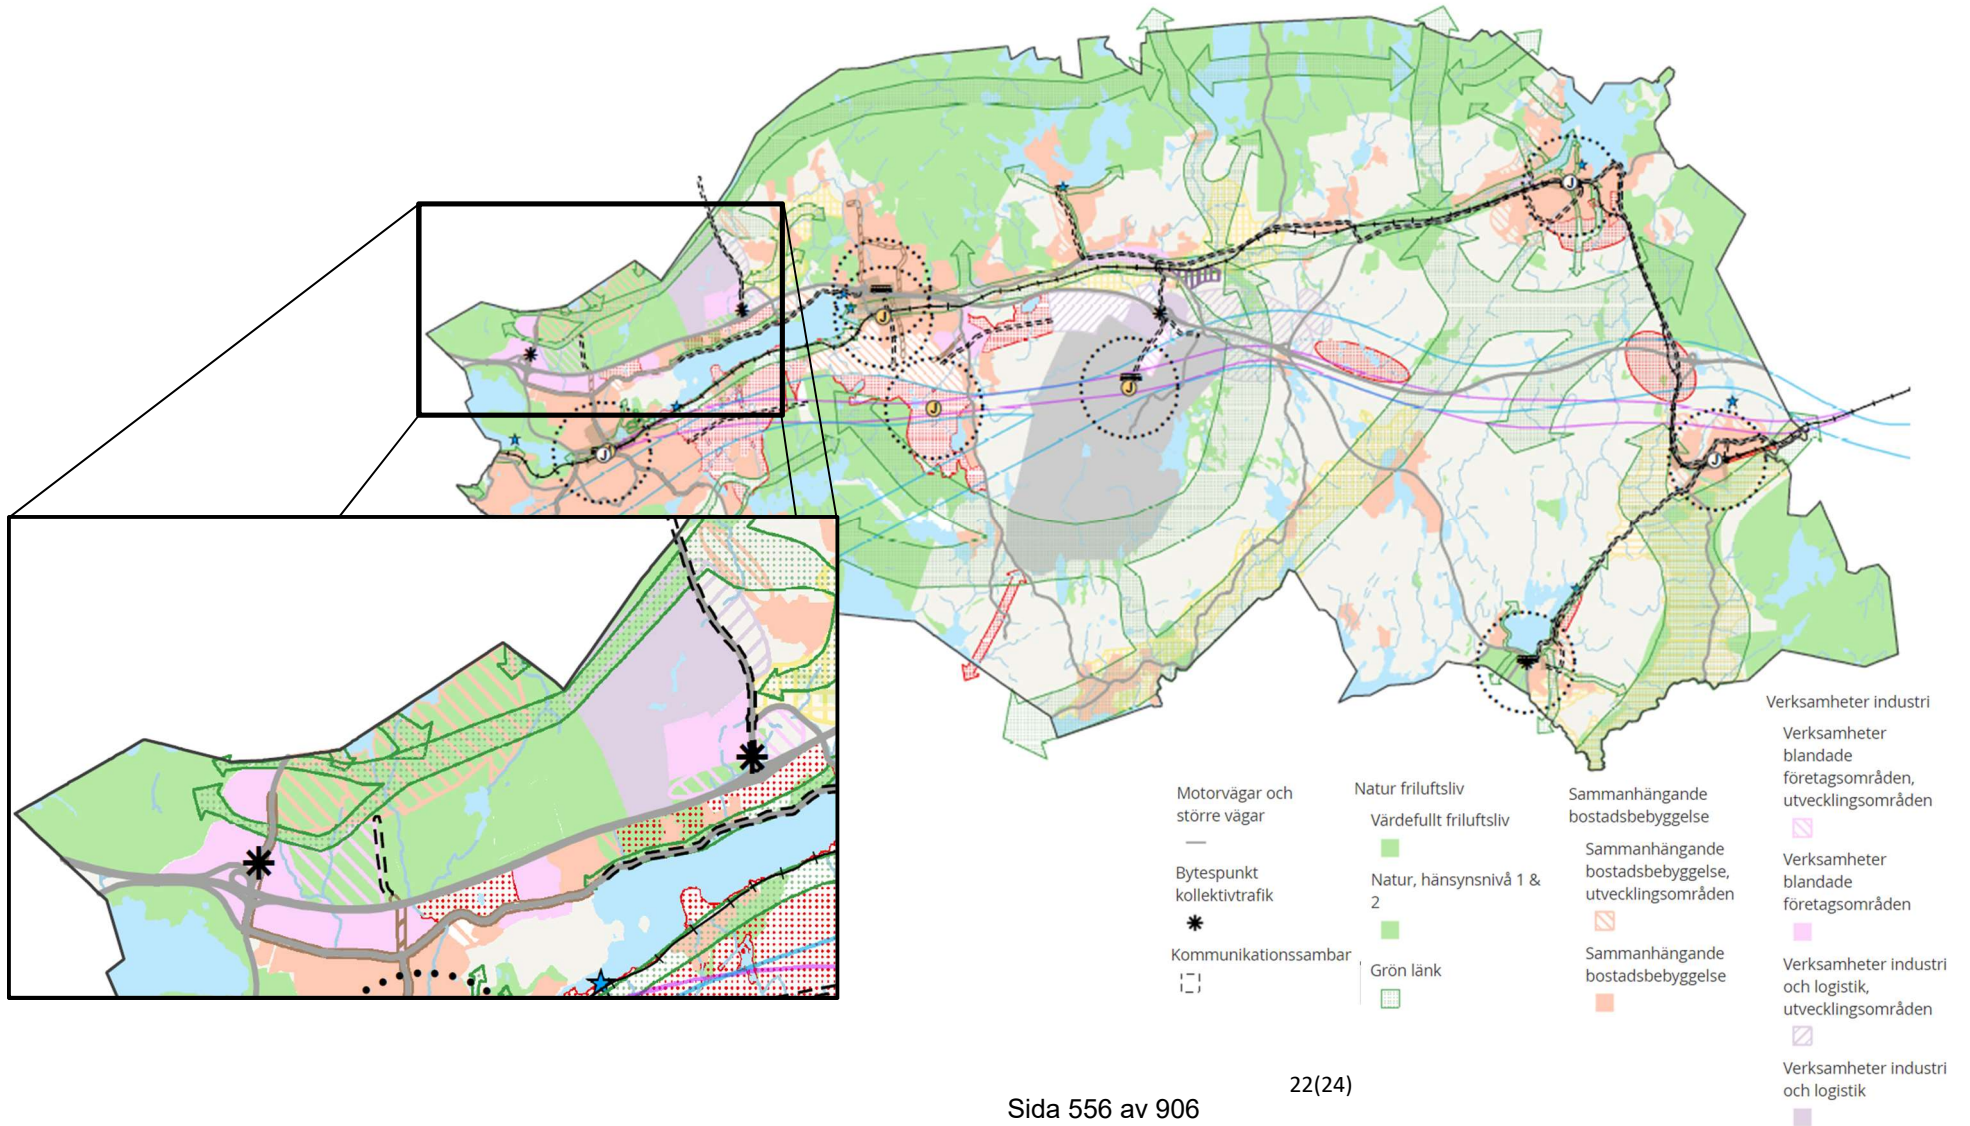 J
J
J
J
J
J
Motorvägar och
större vägar
Bytespunkt
kollektivtrafik
Kommunikationssambar
Natur friluftsliv
Värdefullt friluftsliv
Natur, hänsynsnivå 1 &
2
Grön länk
Sammanhängande
bostadsbebyggelse
Sammanhängande
bostadsbebyggelse,
utvecklingsområden
Sammanhängande
bostadsbebyggelse
Verksamheter industri
Verksamheter
blandade
företagsområden,
utvecklingsområden
Verksamheter
blandade
företagsområden
Verksamheter industri
och logistik,
utvecklingsområden
Verksamheter industri
och logistik
22(24)
Sida 556 av 906